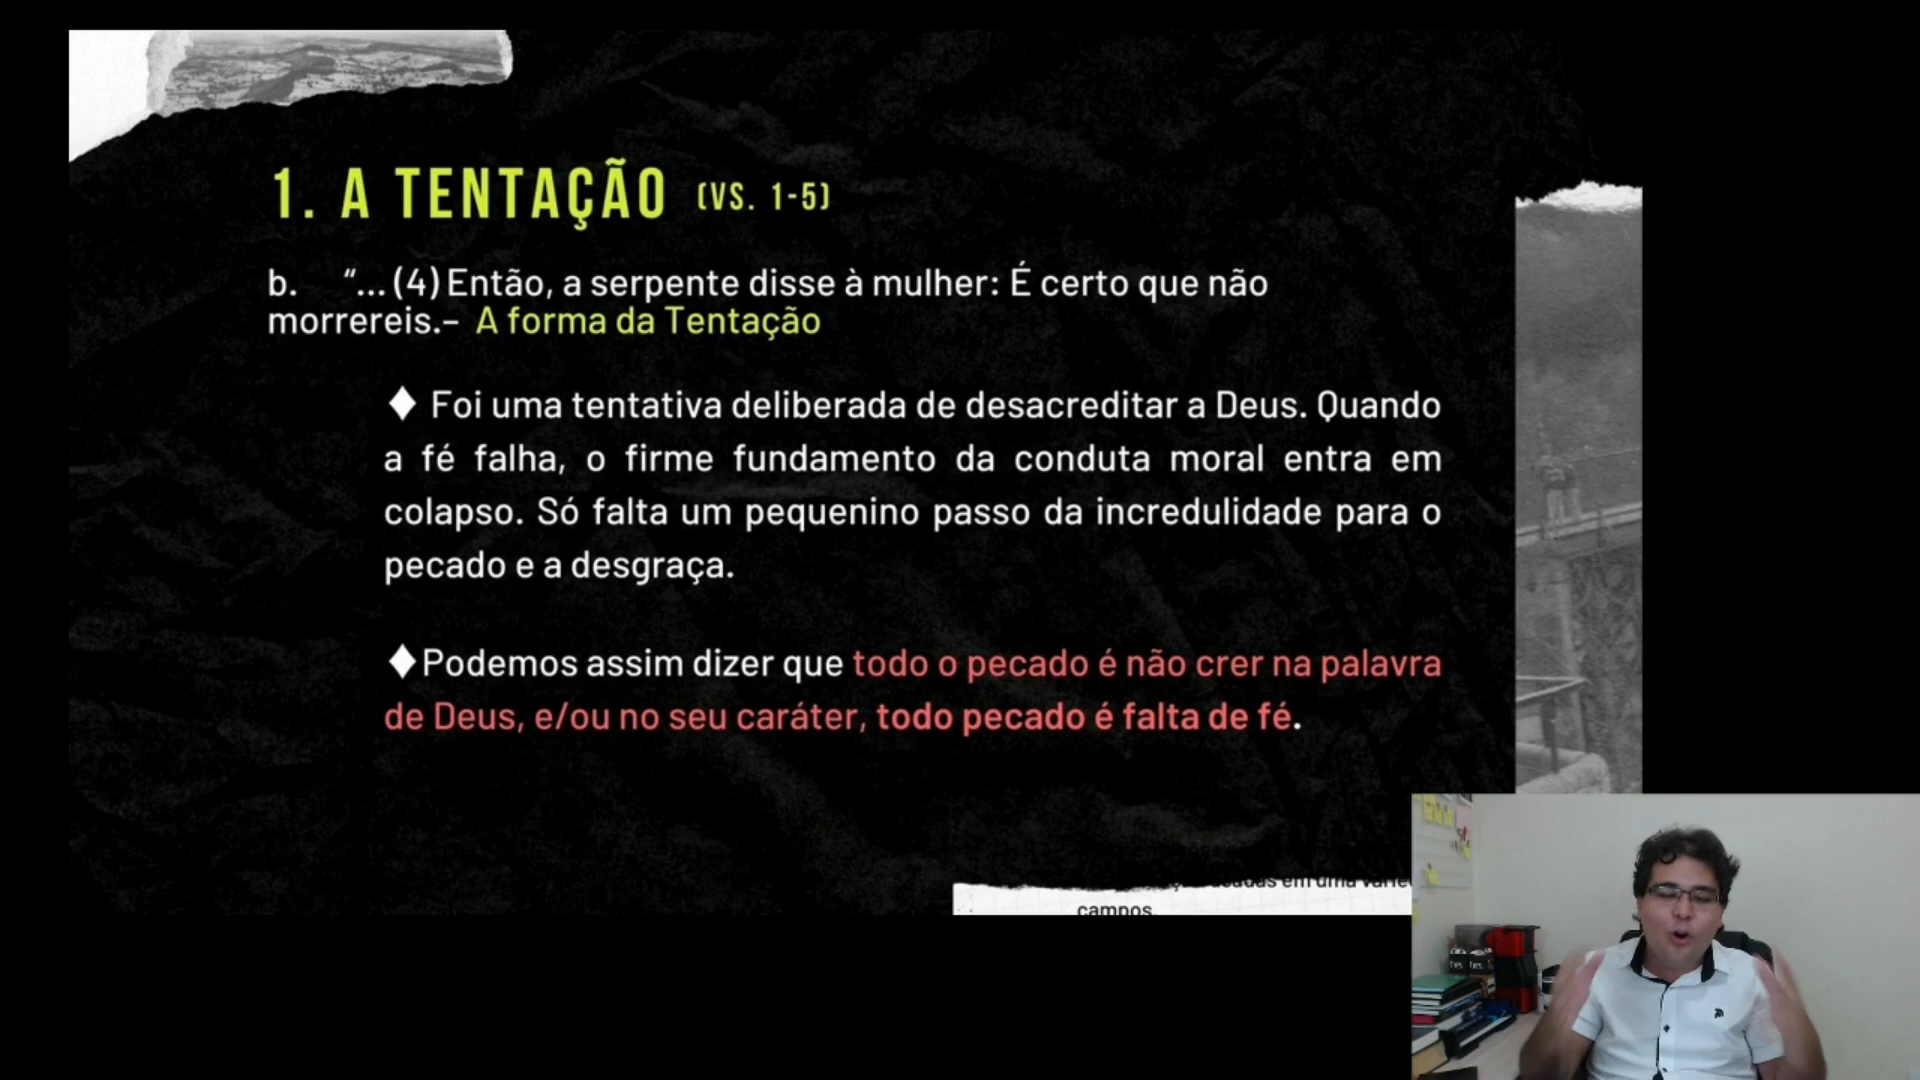 1. A TENTAÇÃO (VS. 1-5)
b. “... (4) Então, a serpente disse à mulher: É certo que não
morrereis.– A forma da Tentação
♦ Foi uma tentativa deliberada de desacreditar a Deus. Quando
a fé falha, o firme fundamento da conduta moral entra em
colapso. Só falta um pequenino passo da incredulidade para o
pecado e a desgraça.
♦Podemos assim dizer que todo o pecado é não crer na palavra
de Deus, e/ou no seu caráter, todo pecado é falta de fé.
em uma
campos.